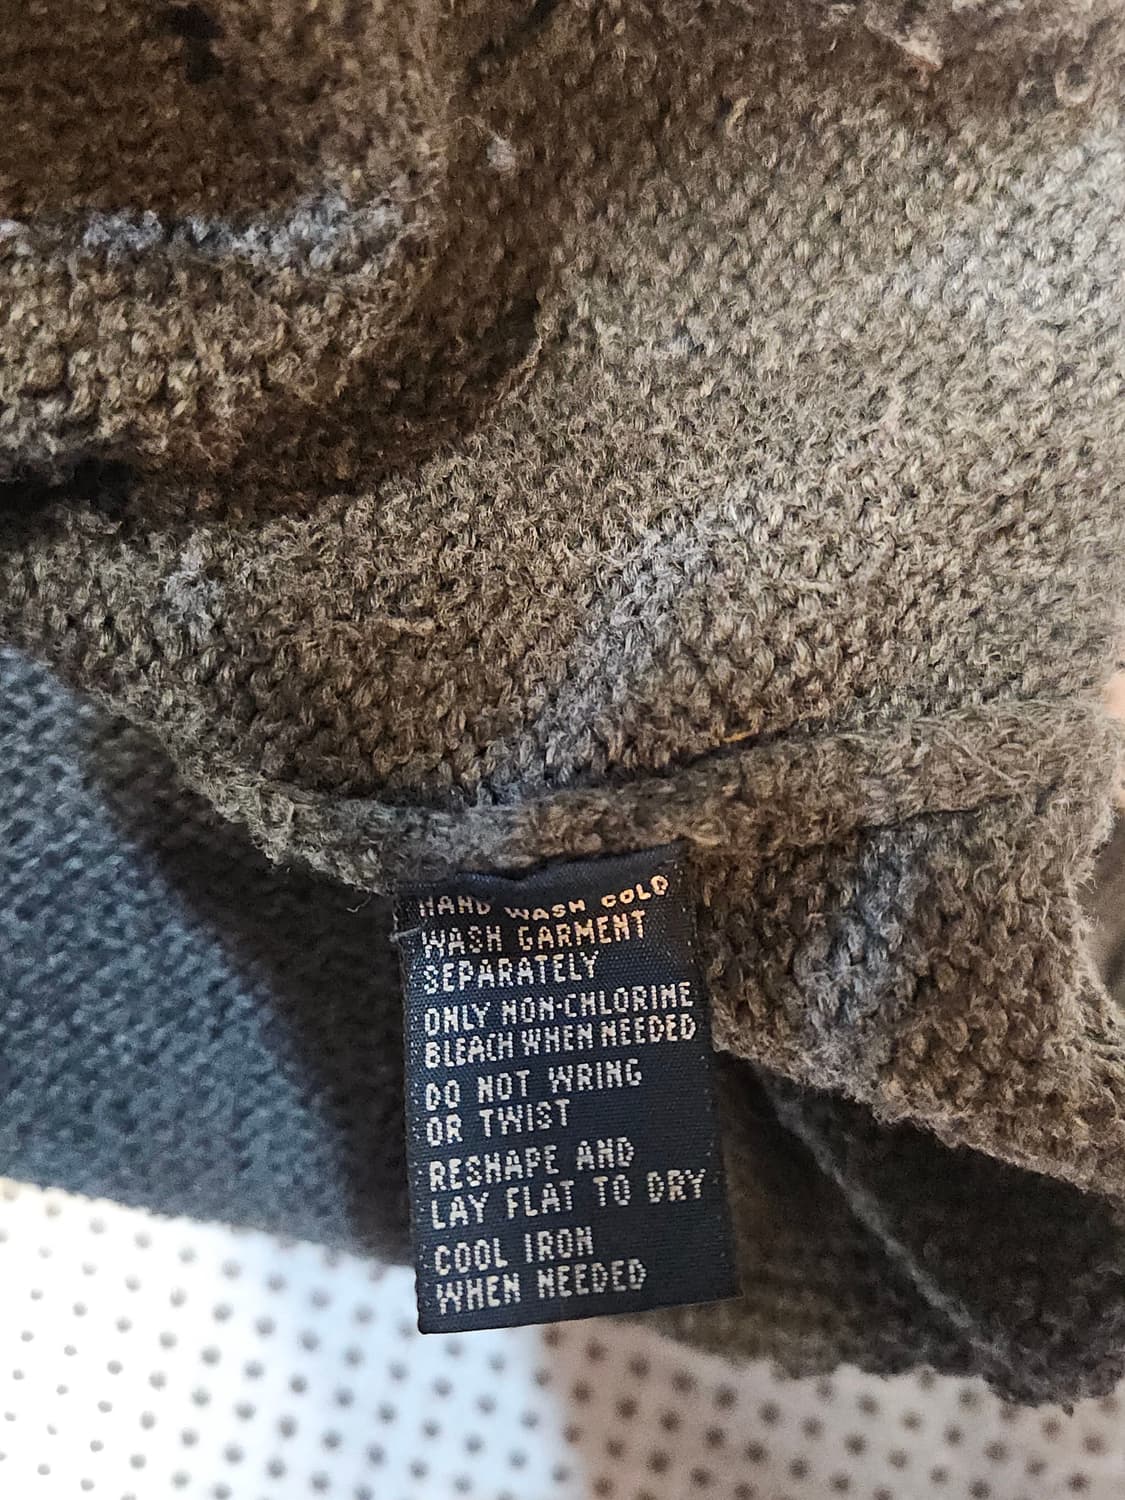 HAND WASH COLD
WASH GARMENT
SEPARATELY
ONLY NON-CHLORINE
BLEACH WHEN NEEDED
DO NOT WRING
OR TWIST
RESHAPE AND
LAY FLAT TO DRY
COOL IRON
WHEN NEEDED